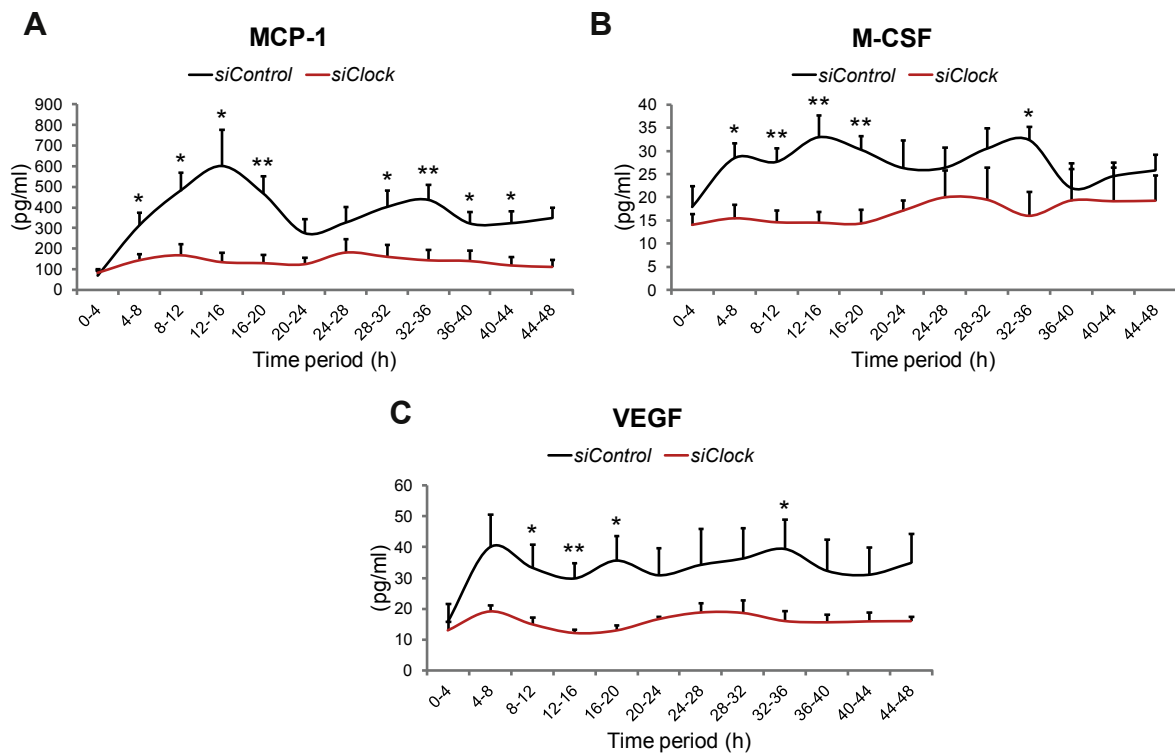 A
MCP-1
siControl siClock
900
800
700
600
500
400
300
200
100
0
(pg/ml)
* * * ** * ** * *
0-4 4-8 8-12 12-16 16-20 20-24 24-28 28-32 32-36 36-40 40-44 44-48
Time period (h)
B
M-CSF
siControl siClock
40
35
30
25
20
15
10
5
0
(pg/ml)
* ** ** ** *
0-4 4-8 8-12 12-16 16-20 20-24 24-28 28-32 32-36 36-40 40-44 44-48
Time period (h)
C
VEGF
siControl siClock
60
50
40
30
20
10
0
(pg/ml)
* ** * *
0-4 4-8 8-12 12-16 16-20 20-24 24-28 28-32 32-36 36-40 40-44 44-48
Time period (h)